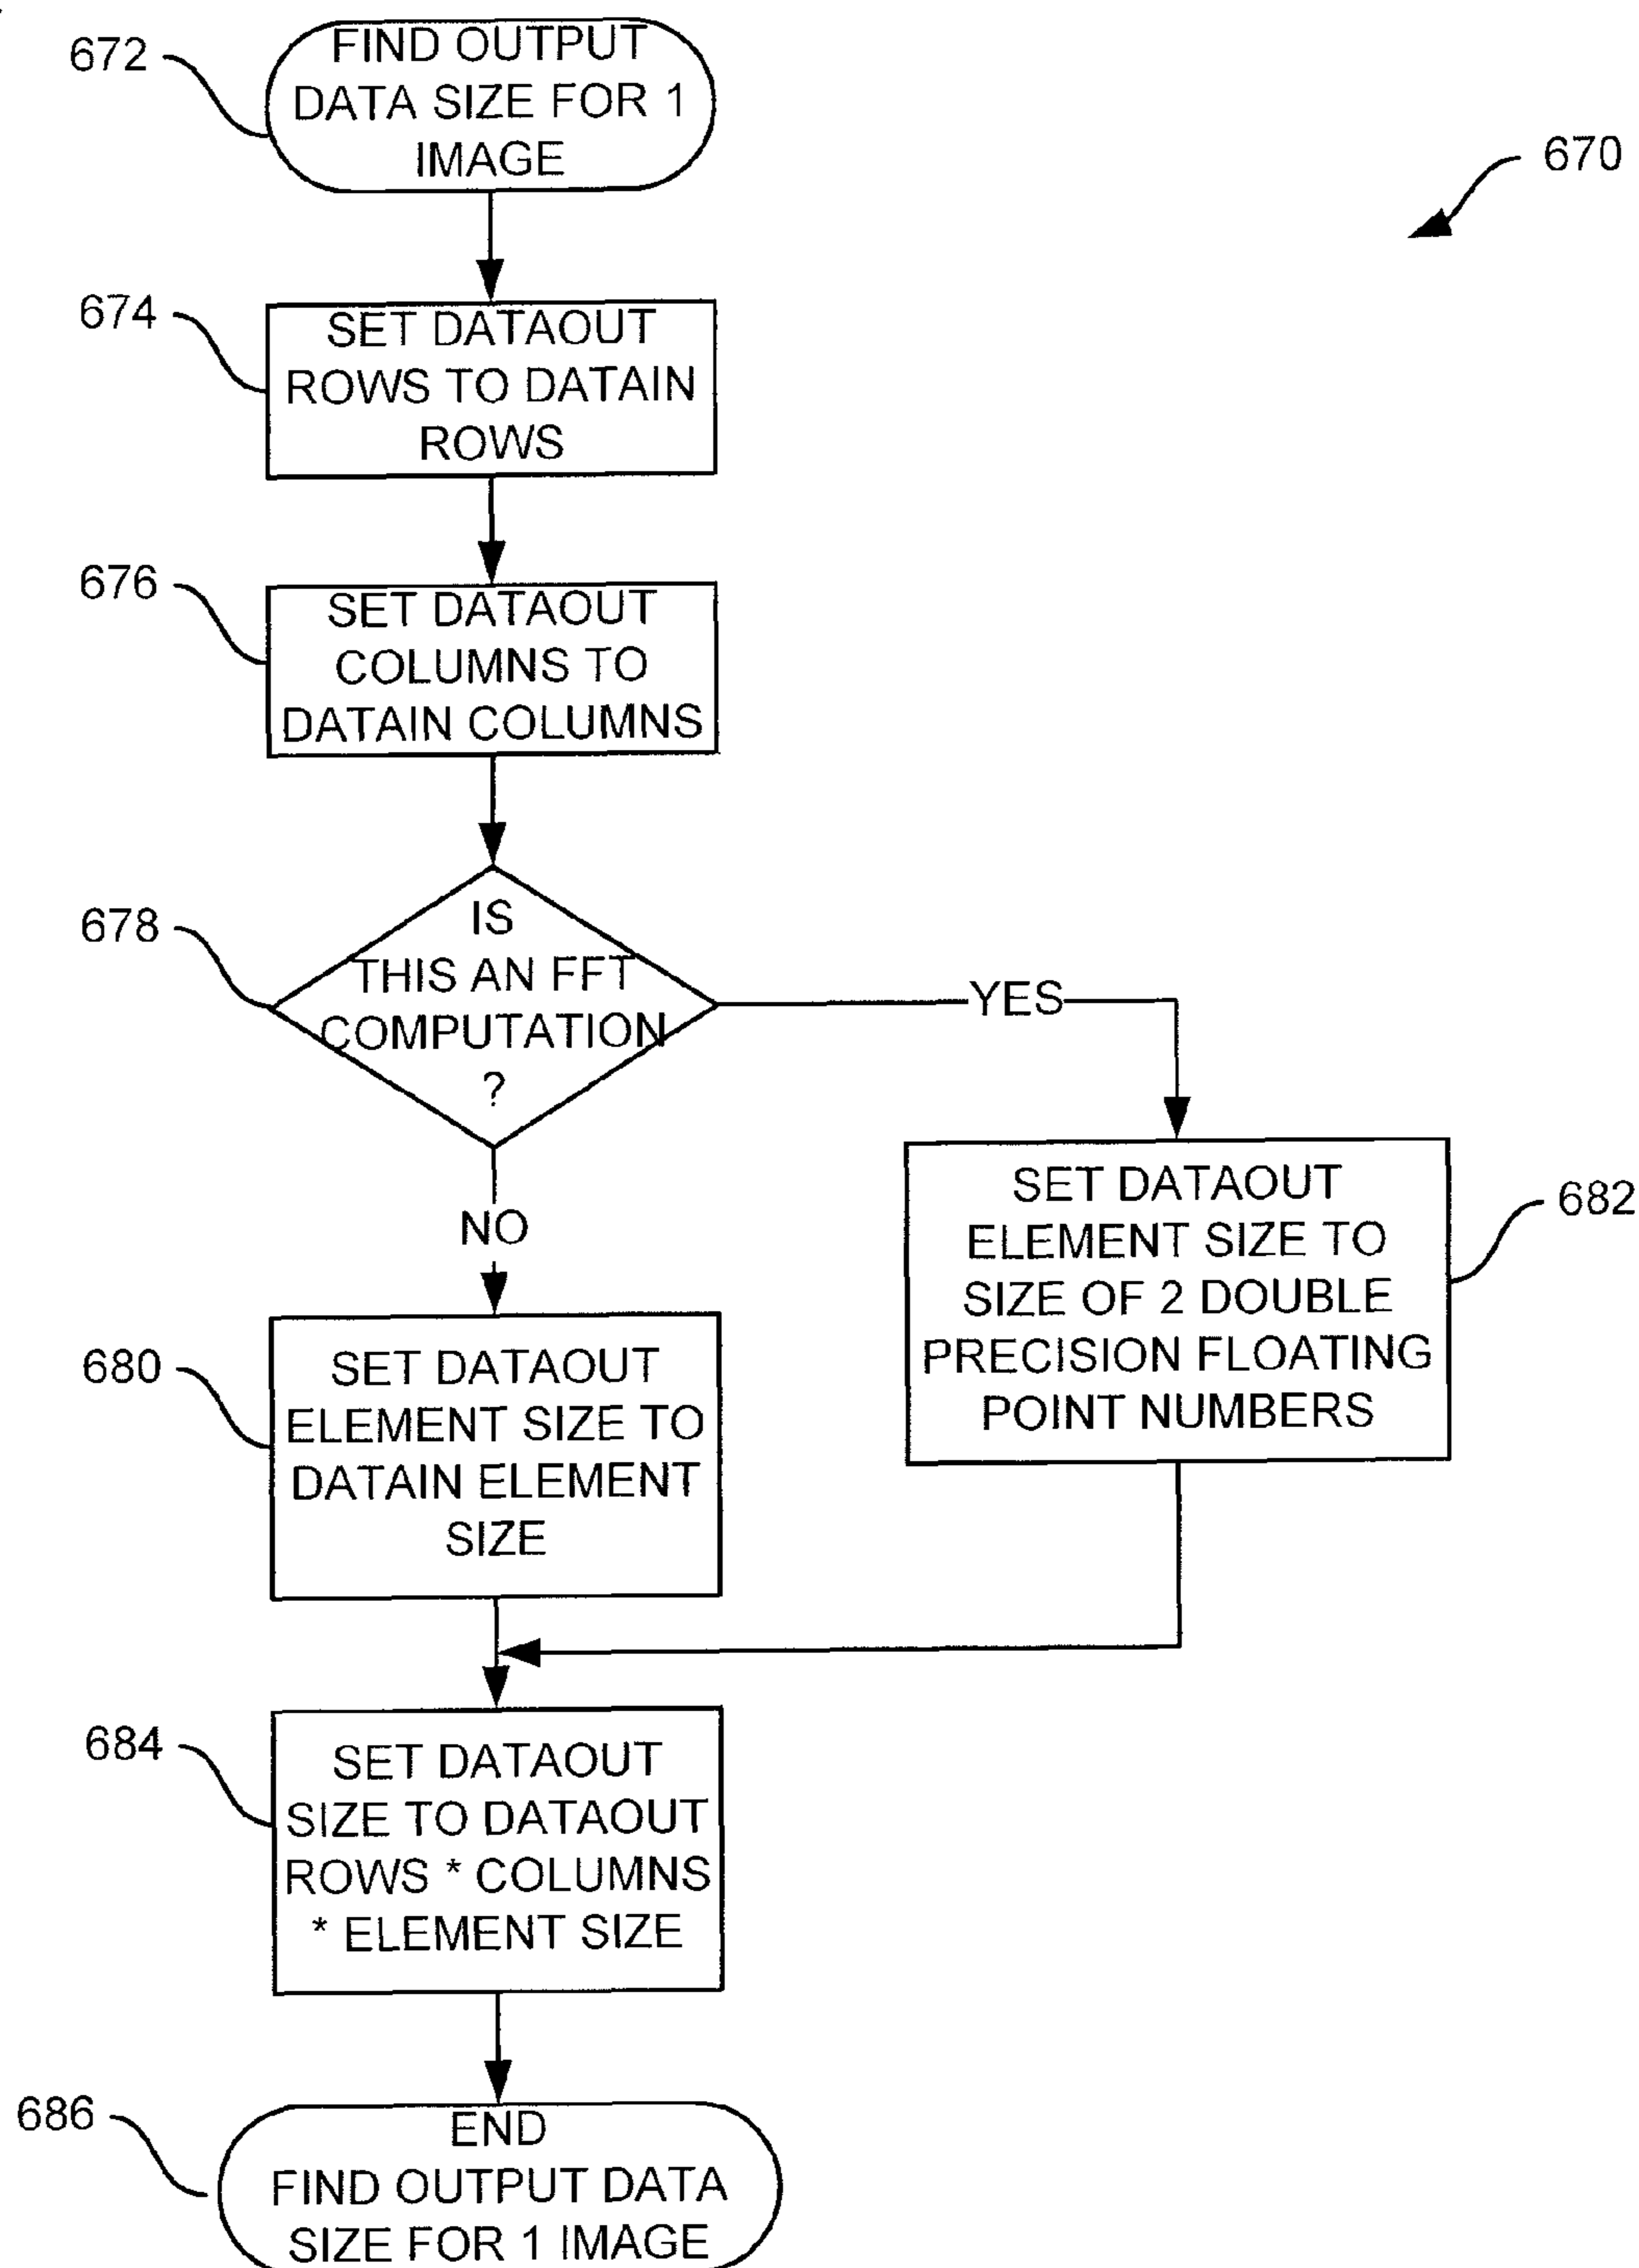 672
FIND OUTPUT
DATA SIZE FOR 1
IMAGE
670
674
SET DATAOUT
ROWS TO DATAIN
ROWS
676
SET DATAOUT
COLUMNS TO
DATAIN COLUMNS
678
IS
THIS AN FFT
COMPUTATION
?
YES
NO
682
SET DATAOUT
ELEMENT SIZE TO
SIZE OF 2 DOUBLE
PRECISION FLOATING
POINT NUMBERS
680
SET DATAOUT
ELEMENT SIZE TO
DATAIN ELEMENT
SIZE
684
SET DATAOUT
SIZE TO DATAOUT
ROWS * COLUMNS
* ELEMENT SIZE
686
END
FIND OUTPUT DATA
SIZE FOR 1 IMAGE